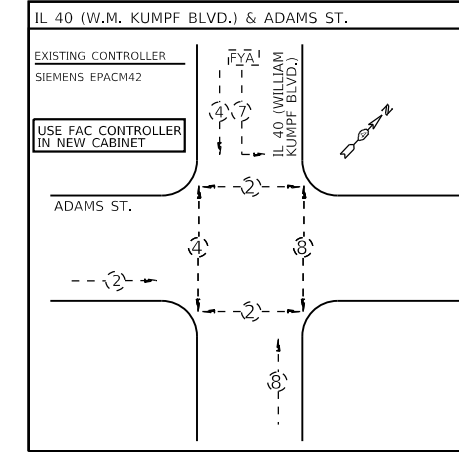 IL 40 (W.M. KUMPF BLVD.) & ADAMS ST.
EXISTING CONTROLLER
SIEMENS EPACM42
USE FAC CONTROLLER
IN NEW CABINET
FYA
IL 40 (WILLIAM
KUMPF BLVD.)
4 7
N
2
ADAMS ST.
4 8
2
2
8